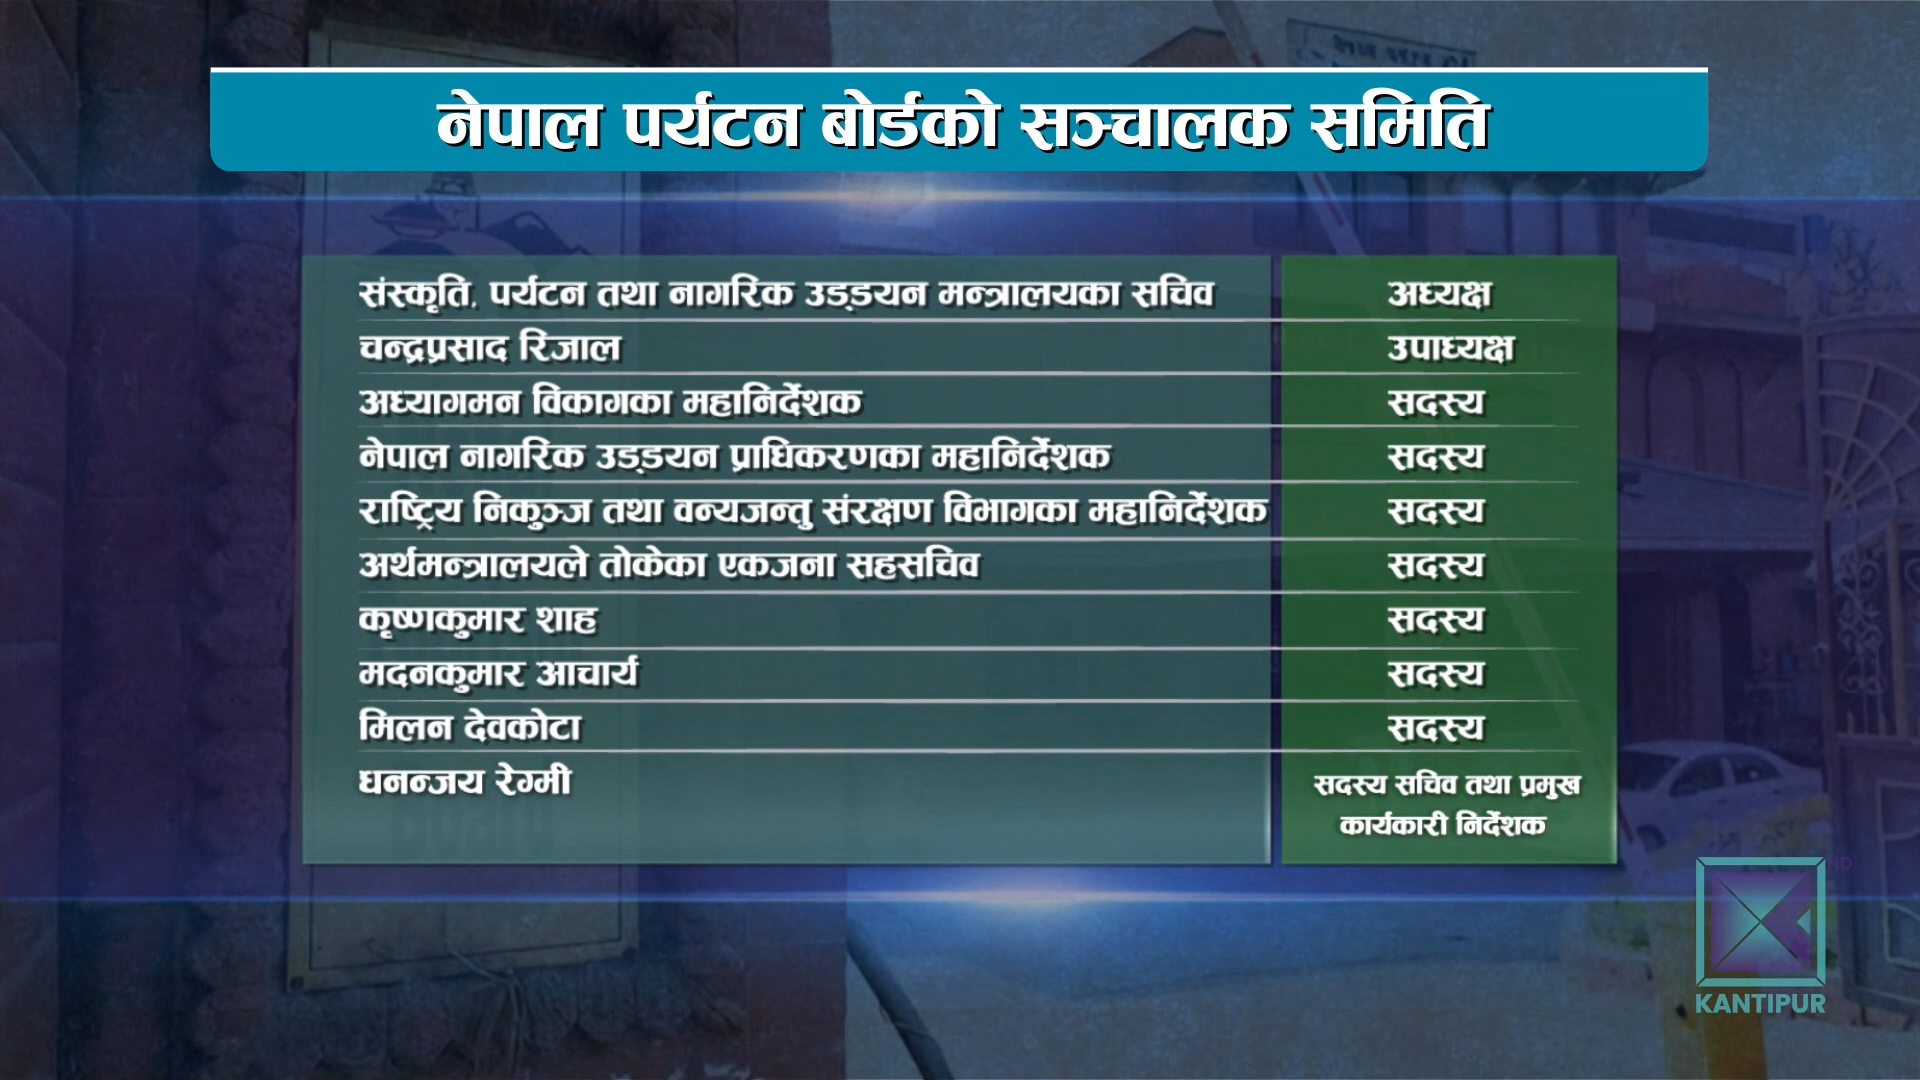 नेपाल पर्यटन बोर्डको सञ्चालक समिति
संस्कृति, पर्यटन तथा नागरिक उड्डयन मन्त्रालयका सचिव अध्यक्ष
चन्द्रप्रसाद रिजाल उपाध्यक्ष
अध्यागमन विकागका महानिर्देशक सदस्य
नेपाल नागरिक उड्डयन प्राधिकरणका महानिर्देशक सदस्य
राष्ट्रिय निकुञ्ज तथा वन्यजन्तु संरक्षण विभागका महानिर्देशक सदस्य
अर्थमन्त्रालयले तोकेका एकजना सहसचिव सदस्य
कृष्णकुमार शाह सदस्य
मदनकुमार आचार्य सदस्य
मिलन देवकोटा सदस्य
धनन्जय रेग्मी सदस्य सचिव तथा प्रमुख
कार्यकारी निर्देशक
HD
KANTIPUR